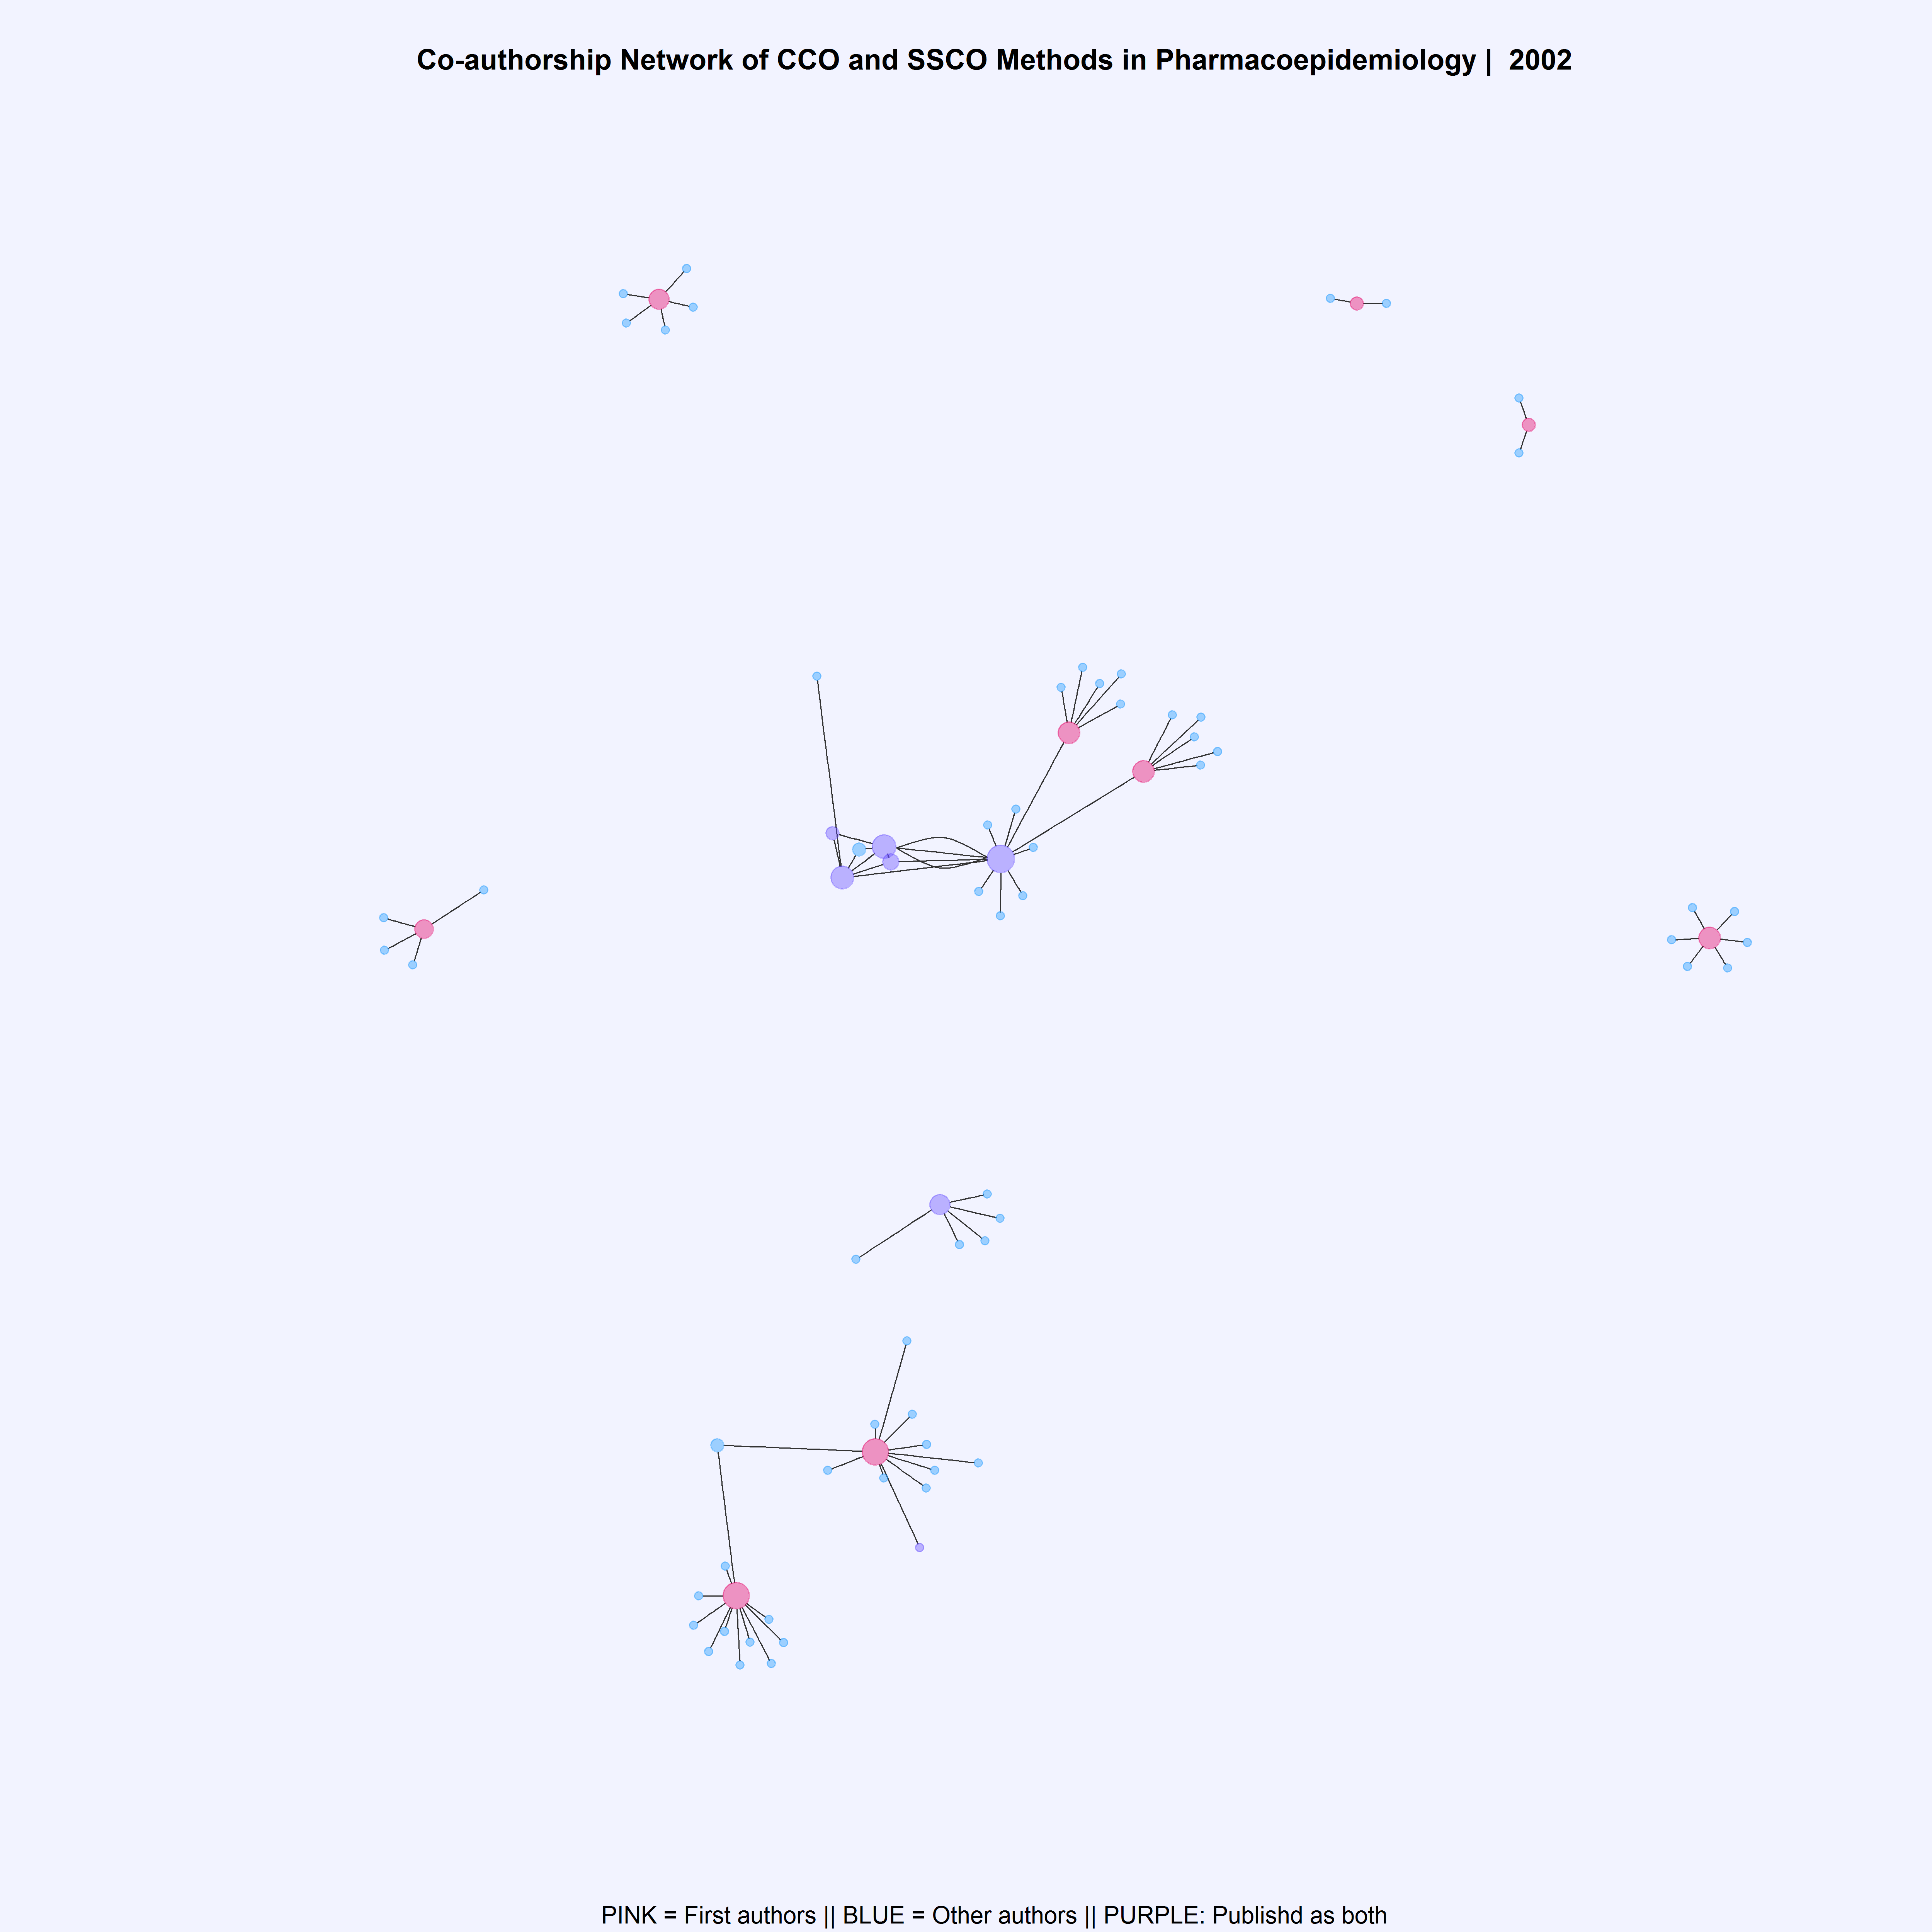 Co-authorship Network of CCO and SSCO Methods in Pharmacoepidemiology | 2002
PINK = First authors || BLUE = Other authors || PURPLE: Publishd as both